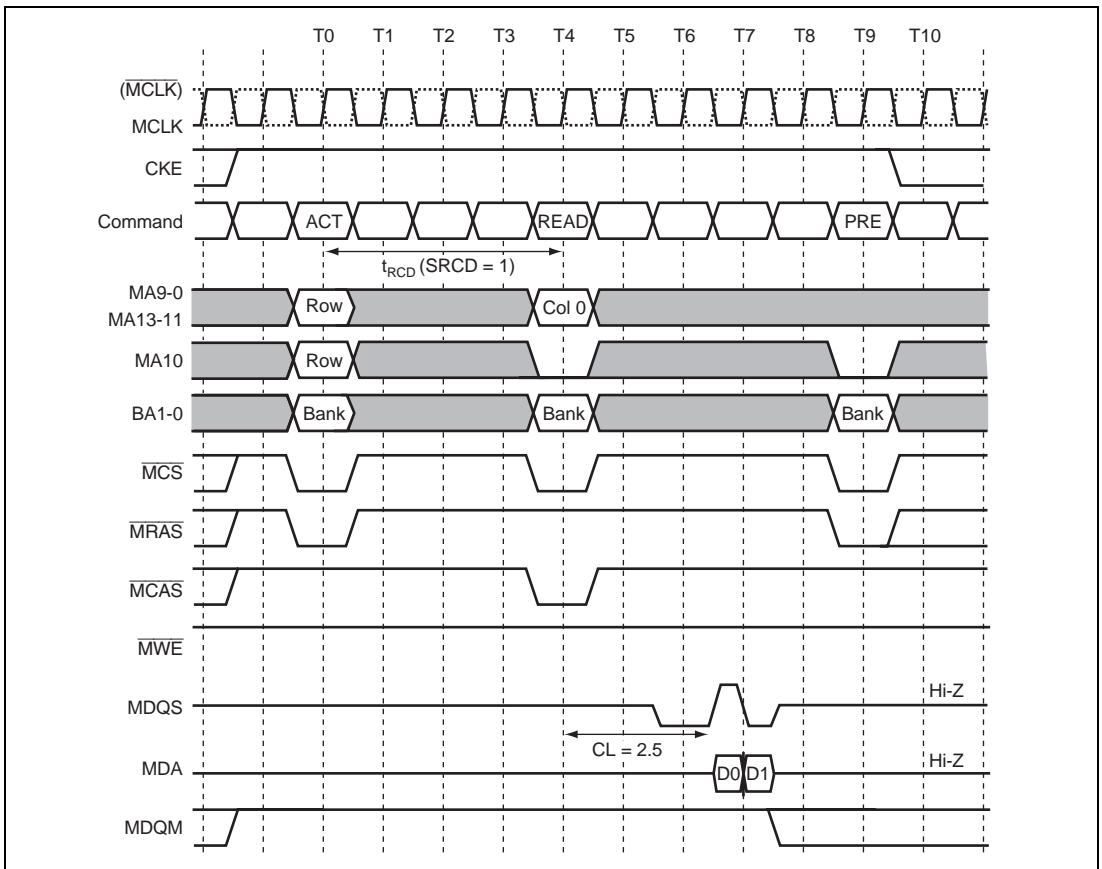 T0 T1 T2 T3 T4 T5 T6 T7 T8 T9 T10
(MCLK)
MCLK
CKE
Command ACT READ PRE
tRCD (SRCD = 1)
MA9-0
MA13-11
Row Col 0
MA10 Row
BA1-0 Bank Bank Bank
MCS
MRAS
MCAS
MWE
MDQS Hi-Z
CL = 2.5
MDA D0 D1 Hi-Z
MDQM